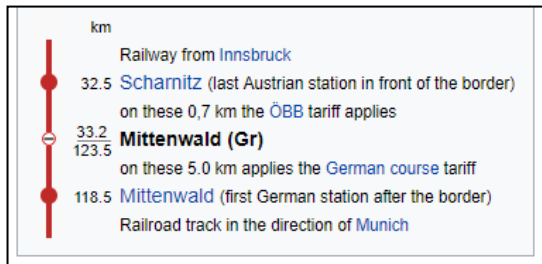 km
Railway from Innsbruck
32.5 Scharnitz (last Austrian station in front of the border)
on these 0,7 km the ÖBB tariff applies
33.2
123.5 Mittenwald (Gr)
on these 5.0 km applies the German course tariff
118.5 Mittenwald (first German station after the border)
Railroad track in the direction of Munich